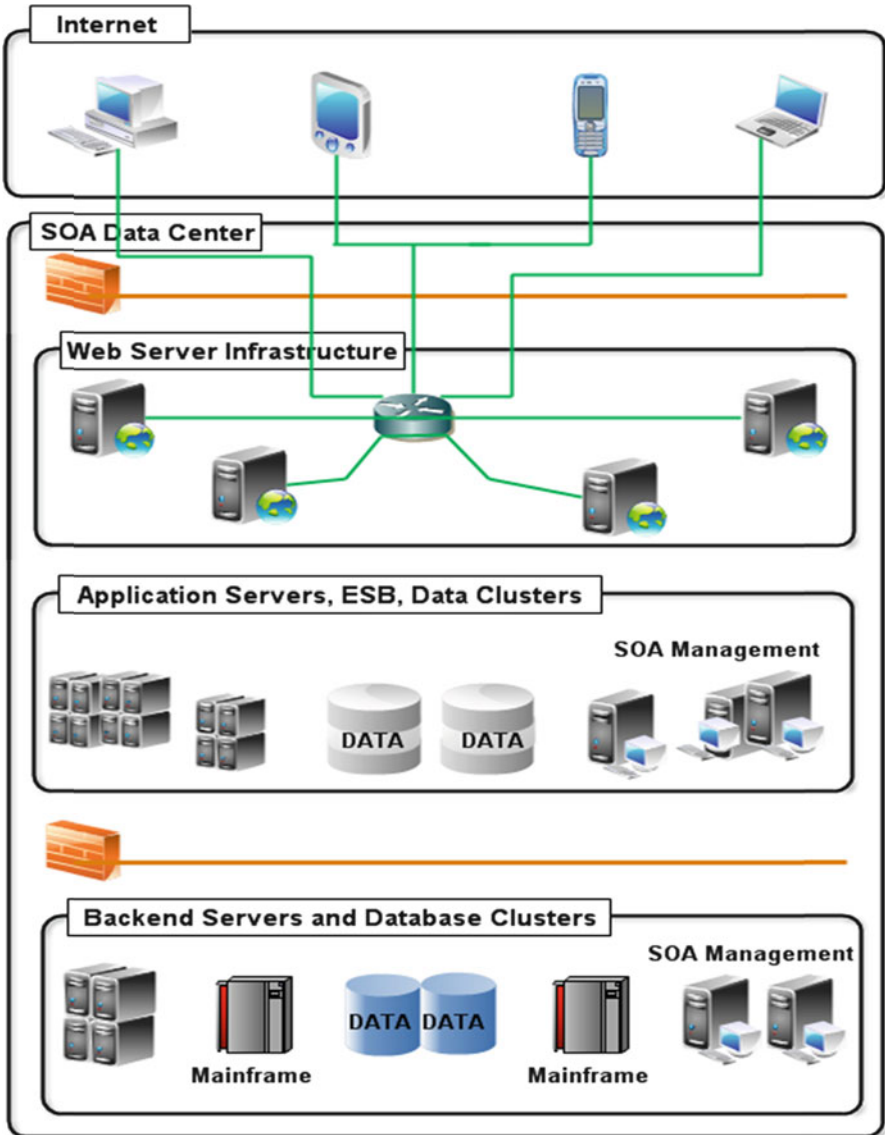 Internet
SOA Data Center
Web Server Infrastructure
Application Servers, ESB, Data Clusters
SOA Management
DATA
DATA
Backend Servers and Database Clusters
SOA Management
DATA
DATA
Mainframe
Mainframe